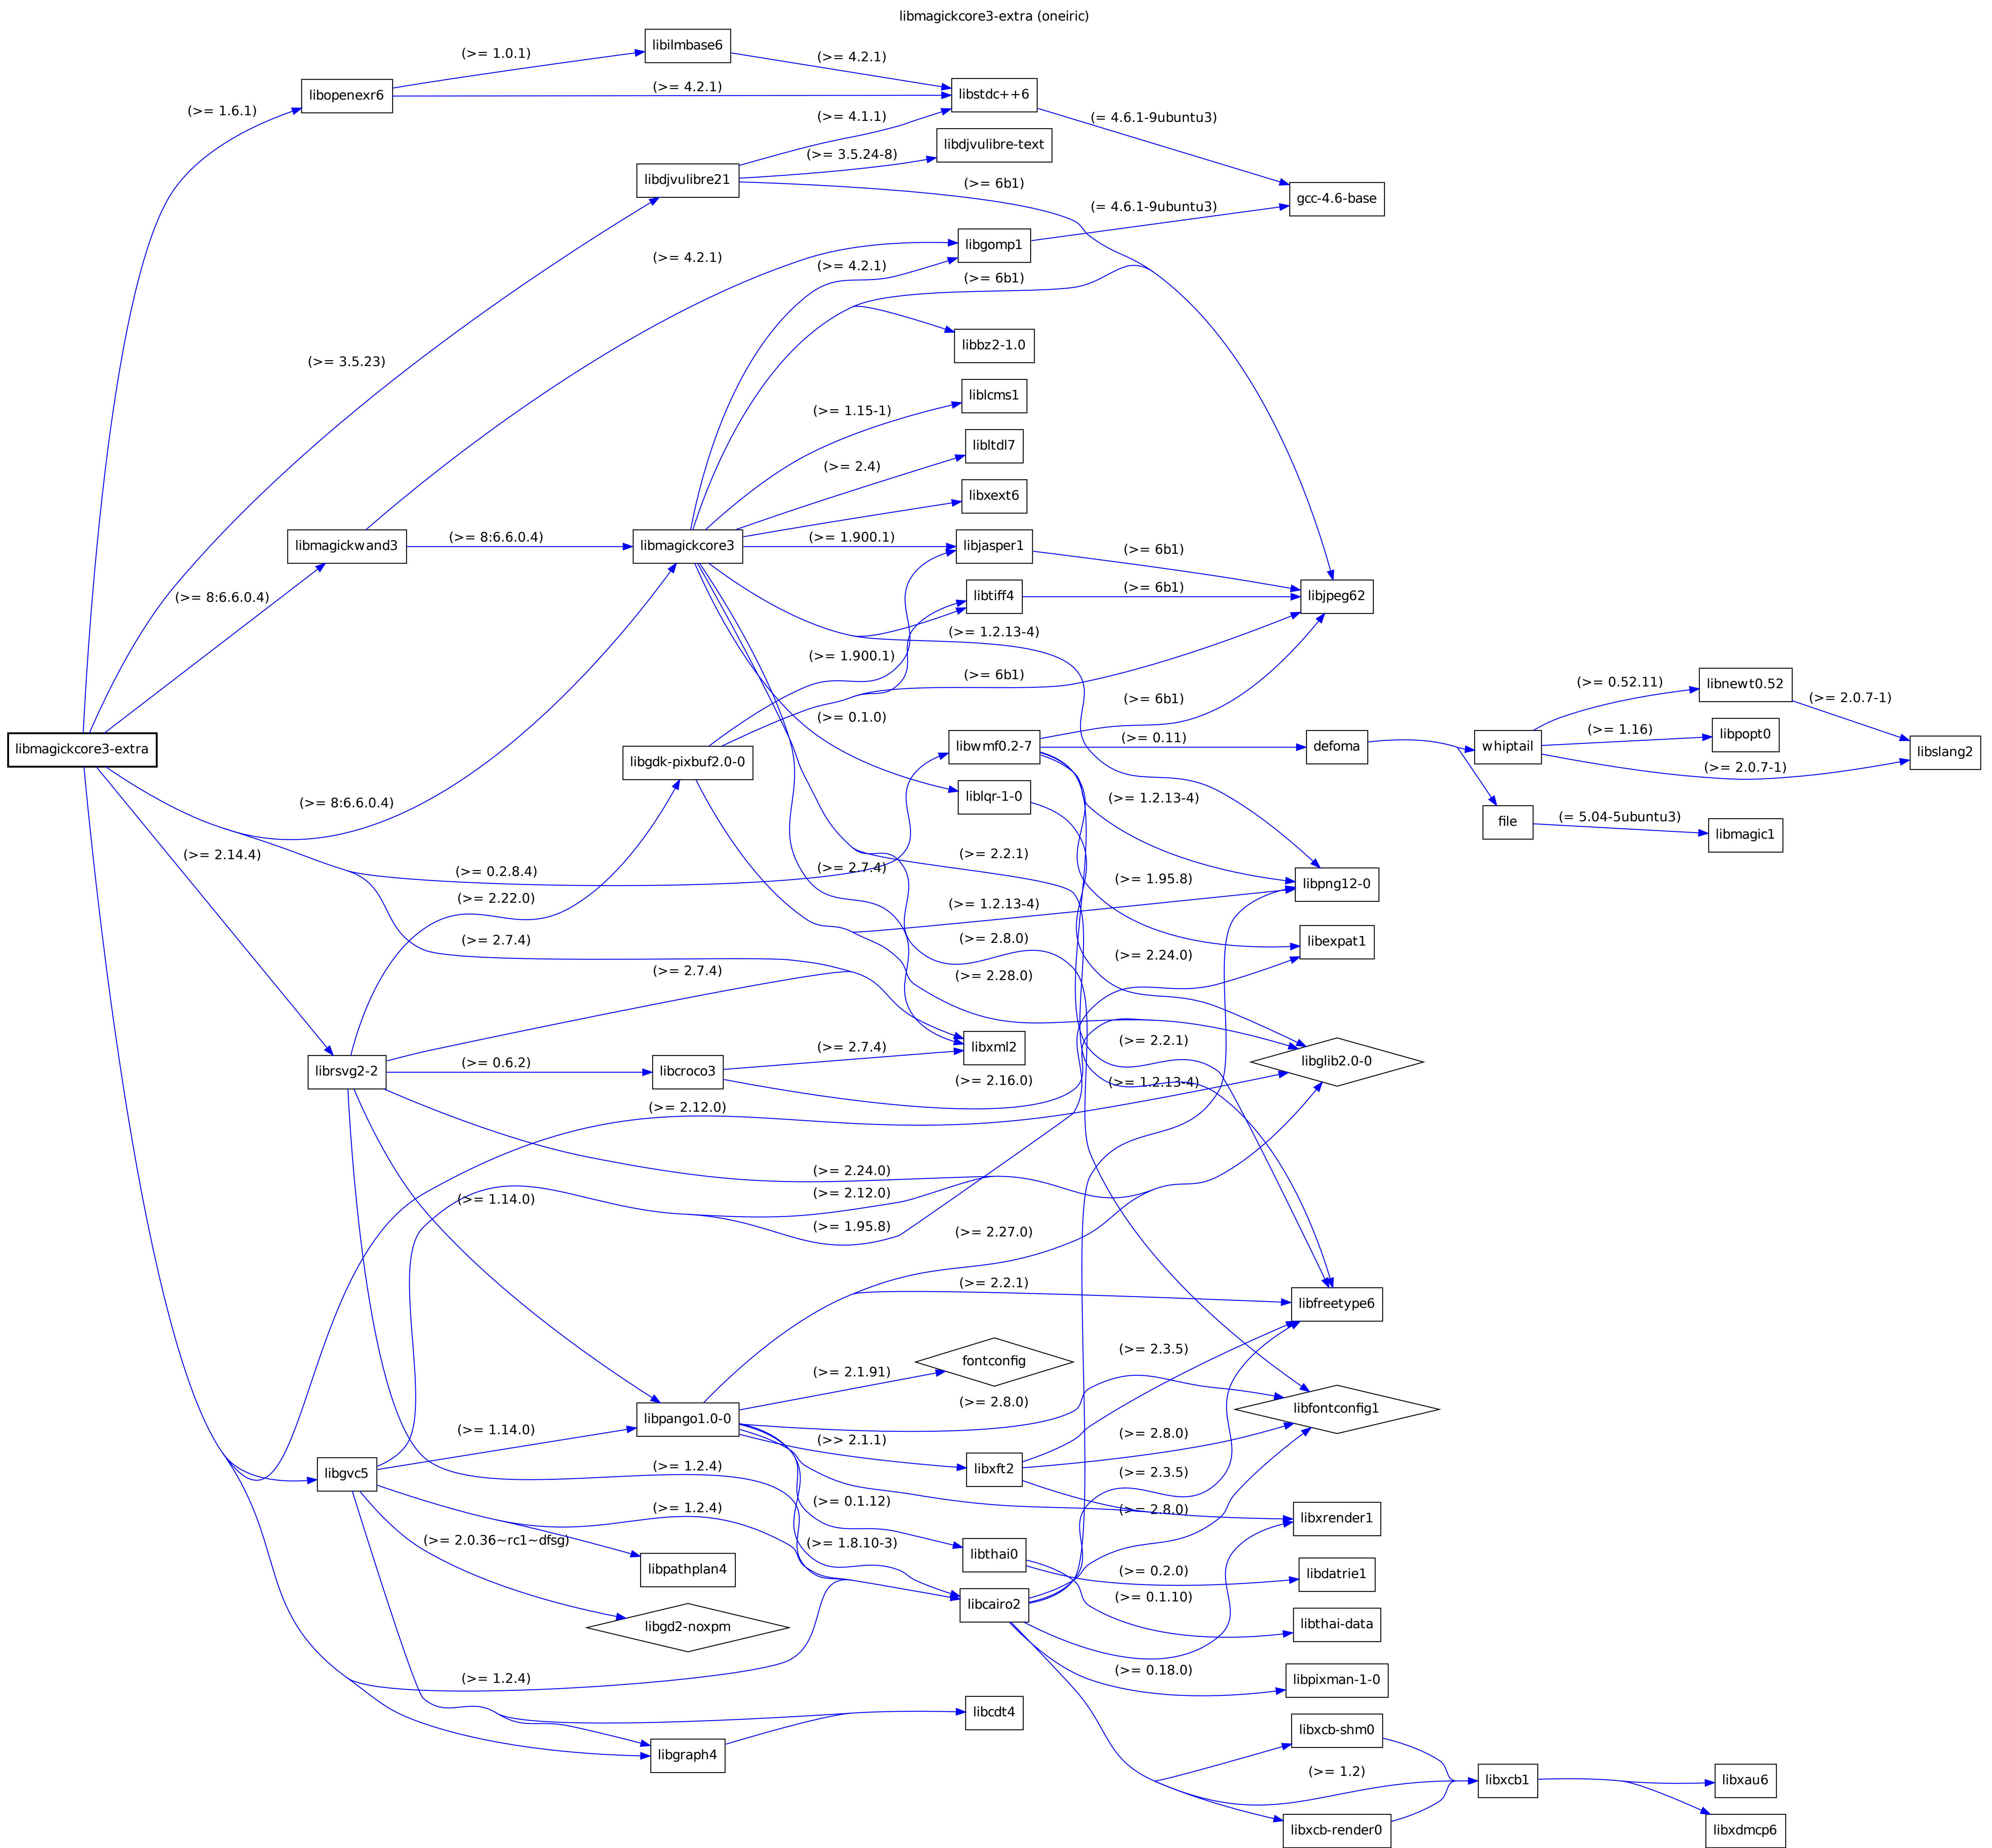 libmagickcore3-extra (oneiric)
libilmbase6
(>= 1.0.1)
(>= 4.2.1)
libopenexr6
(>= 4.2.1)
libstdc++6
(>= 1.6.1)
(>= 4.1.1)
(= 4.6.1-9ubuntu3)
libdjvulibre-text
(>= 3.5.24-8)
libdjvulibre21
(>= 6b1)
gcc-4.6-base
(= 4.6.1-9ubuntu3)
libgomp1
(>= 4.2.1)
(>= 4.2.1)
(>= 6b1)
libbz2-1.0
(>= 3.5.23)
liblcms1
(>= 1.15-1)
libltdl7
(>= 2.4)
libxext6
libmagickwand3
(>= 8:6.6.0.4)
libmagickcore3
(>= 1.900.1)
libjasper1
(>= 6b1)
(>= 8:6.6.0.4)
libtiff4
(>= 6b1)
libjpeg62
(>= 1.2.13-4)
(>= 1.900.1)
(>= 6b1)
(>= 0.52.11)
libnewt0.52
(>= 2.0.7-1)
(>= 6b1)
(>= 0.1.0)
(>= 1.16)
libpopt0
libmagickcore3-extra
libgdk-pixbuf2.0-0
libwmf0.2-7
(>= 0.11)
defoma
whiptail
libslang2
(>= 2.0.7-1)
(>= 8:6.6.0.4)
liblqr-1-0
(>= 1.2.13-4)
file
(= 5.04-5ubuntu3)
libmagic1
(>= 2.14.4)
(>= 0.2.8.4)
(>= 2.7.4)
(>= 2.2.1)
(>= 1.95.8)
libpng12-0
(>= 2.22.0)
(>= 1.2.13-4)
(>= 2.7.4)
(>= 2.8.0)
libexpat1
(>= 2.24.0)
(>= 2.7.4)
(>= 2.28.0)
libxml2
(>= 2.7.4)
(>= 2.2.1)
libglib2.0-0
librsvg2-2
(>= 0.6.2)
libcroco3
(>= 2.16.0)
(>= 1.2.13-4)
(>= 2.12.0)
(>= 2.24.0)
(>= 1.14.0)
(>= 2.12.0)
(>= 1.95.8)
(>= 2.27.0)
(>= 2.2.1)
libfreetype6
fontconfig
(>= 2.1.91)
(>= 2.3.5)
(>= 2.8.0)
libfontconfig1
libpango1.0-0
(>= 1.14.0)
(>> 2.1.1)
(>= 2.8.0)
libgvc5
(>= 1.2.4)
libxft2
(>= 2.3.5)
(>= 1.2.4)
(>= 0.1.12)
(>= 2.8.0)
libxrender1
(>= 2.0.36~rc1~dfsg)
(>= 1.8.10-3)
libthai0
libpathplan4
(>= 0.2.0)
libdatrie1
(>= 0.1.10)
libcairo2
libgd2-noxpm
libthai-data
(>= 1.2.4)
(>= 0.18.0)
libpixman-1-0
libcdt4
libxcb-shm0
libgraph4
(>= 1.2)
libxcb1
libxau6
libxcb-render0
libxdmcp6